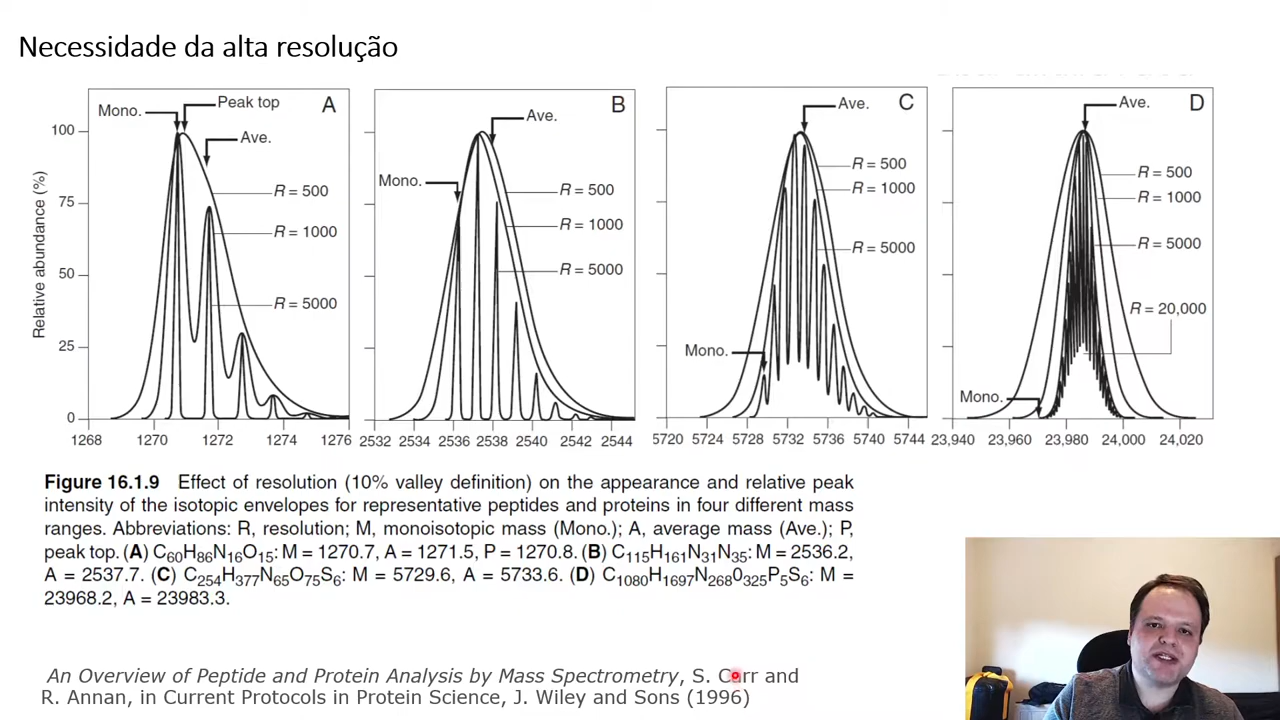 Necessidade da alta resolução
Mono.
Peak top
A
Ave.
R = 500
R = 1000
R = 5000
Relative abundance (%)
100
75
50
25
0
1268 1270 1272 1274 1276
B
Ave.
Mono.
R = 500
R = 1000
R = 5000
2532 2534 2536 2538 2540 2542 2544
C
Ave.
R = 500
R = 1000
R = 5000
Mono.
5720 5724 5728 5732 5736 5740 5744
D
Ave.
R = 500
R = 1000
R = 5000
R = 20,000
Mono.
23,940 23,960 23,980 24,000 24,020
Figure 16.1.9 Effect of resolution (10% valley definition) on the appearance and relative peak
intensity of the isotopic envelopes for representative peptides and proteins in four different mass
ranges. Abbreviations: R, resolution; M, monoisotopic mass (Mono.); A, average mass (Ave.); P,
peak top. (A) C60H86N16O15: M = 1270.7, A = 1271.5, P = 1270.8. (B) C115H161N31N35: M = 2536.2,
A = 2537.7. (C) C254H377N65O75S6: M = 5729.6, A = 5733.6. (D) C1080H1697N2680325P5S6: M =
23968.2, A = 23983.3.
An Overview of Peptide and Protein Analysis by Mass Spectrometry, S. Carr and
R. Annan, in Current Protocols in Protein Science, J. Wiley and Sons (1996)